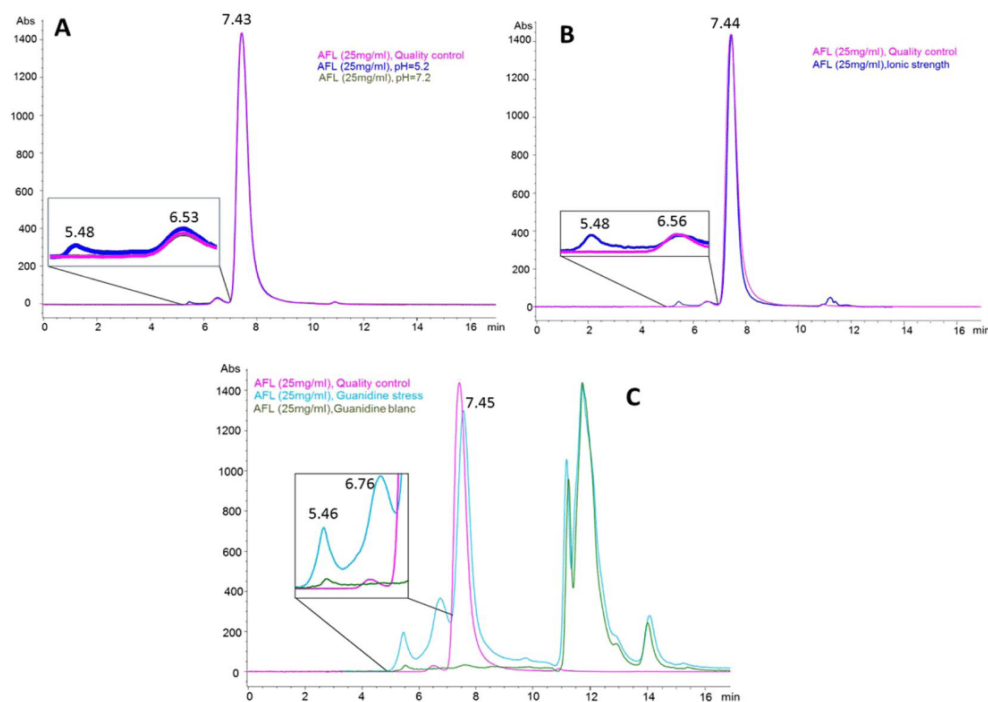 Abs
A
7.43
AFL (25mg/ml), Quality control
AFL (25mg/ml), pH=5.2
AFL (25mg/ml), pH=7.2
1400
1200
1000
800
600
400
200
0
5.48
6.53
0 2 4 6 8 10 12 14 16 min
Abs
B
7.44
AFL (25mg/ml), Quality control
AFL (25mg/ml),Ionic strength
1400
1200
1000
800
600
400
200
0
5.48
6.56
0 2 4 6 8 10 12 14 16 min
Abs
C
AFL (25mg/ml), Quality control
AFL (25mg/ml), Guanidine stress
AFL (25mg/ml),Guanidine blanc
7.45
1400
1200
1000
800
600
400
200
0
5.46
6.76
0 2 4 6 8 10 12 14 16 min